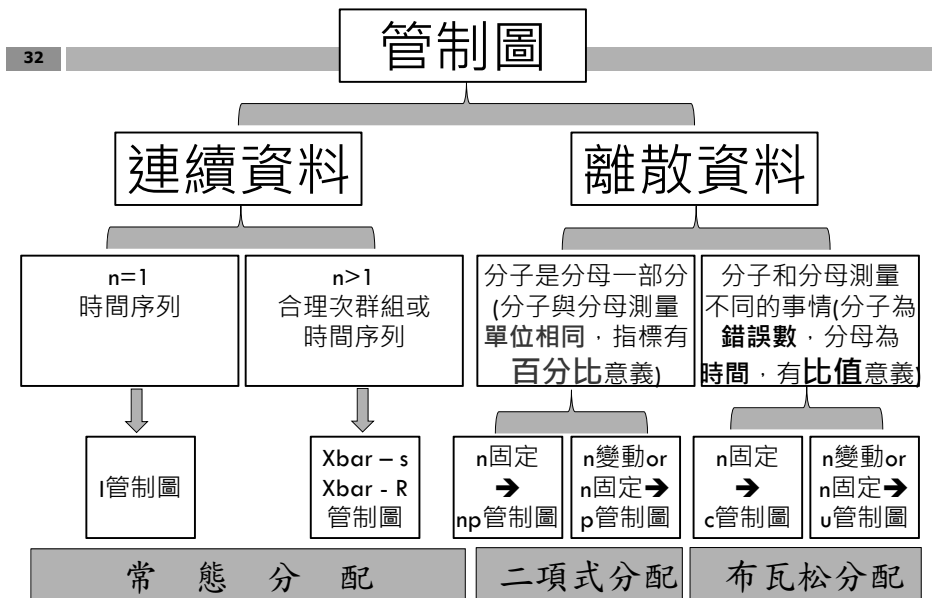 32
管制圖
連續資料
離散資料
n=1
時間序列
n>1
合理次群組或
時間序列
分子是分母一部分
(分子與分母測量
單位相同，指標有
百分比意義)
分子和分母測量
不同的事情(分子為
錯誤數，分母為
時間，有比值意義)
I管制圖
Xbar – s
Xbar - R
管制圖
n固定
➔
np管制圖
n變動or
n固定➔
p管制圖
n固定
➔
c管制圖
n變動or
n固定➔
u管制圖
常 態 分 配
二項式分配
布瓦松分配